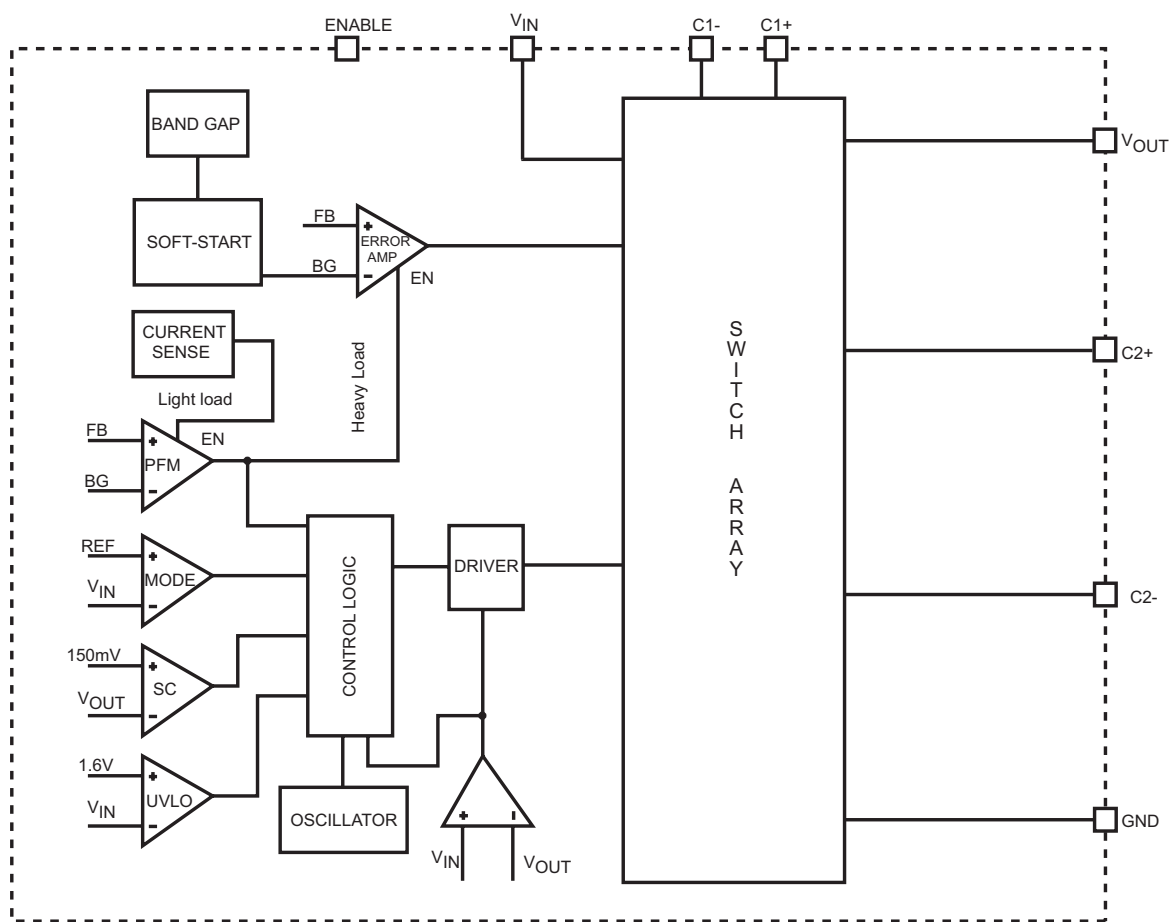 ENABLE
VIN
C1-
C1+
BAND GAP
VOUT
SOFT-START
FB
+
ERROR
AMP
BG
-
EN
CURRENT
SENSE
Light load
Heavy Load
SWITCH ARRAY
C2+
FB
+
EN
PFM
BG
-
REF
+
MODE
VIN
-
CONTROL LOGIC
DRIVER
C2-
150mV
+
SC
VOUT
-
1.6V
+
UVLO
VIN
-
OSCILLATOR
+
-
VIN
VOUT
GND